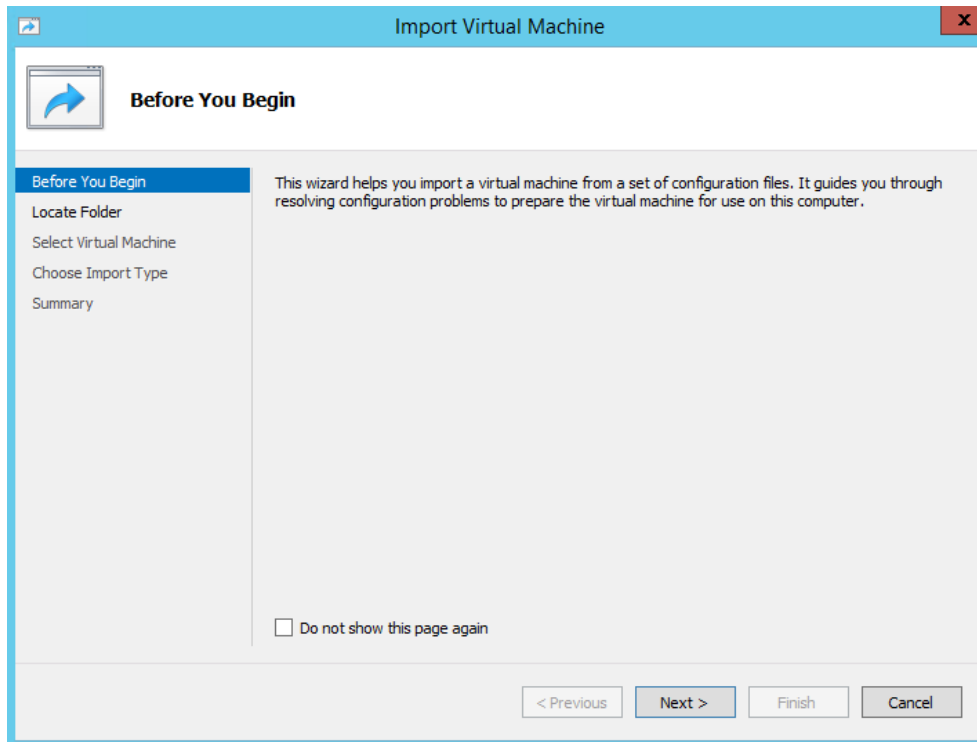 Import Virtual Machine
x
Before You Begin
Before You Begin
Locate Folder
Select Virtual Machine
Choose Import Type
Summary
This wizard helps you import a virtual machine from a set of configuration files. It guides you through
resolving configuration problems to prepare the virtual machine for use on this computer.
Do not show this page again
< Previous
Next >
Finish
Cancel